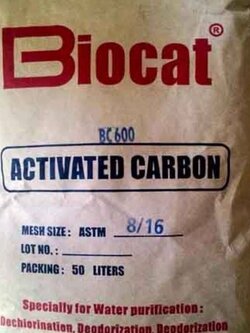 Biocat®
BC600
ACTIVATED CARBON
MESH SIZE: ASTM 8/16
LOT NO.:
PACKING: 50 LITERS
Specially for Water purification:
Dechlorination, Deodorization, Deodorization